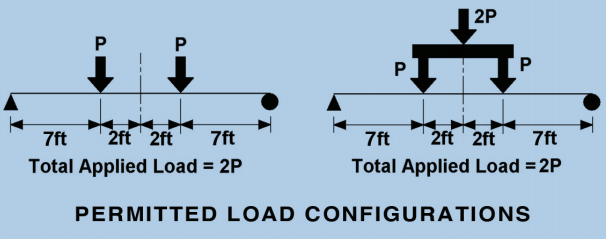 2P
P P
P P
7ft 2ft 2ft 7ft
7ft 2ft 2ft 7ft
Total Applied Load = 2P
Total Applied Load = 2P
PERMITTED LOAD CONFIGURATIONS